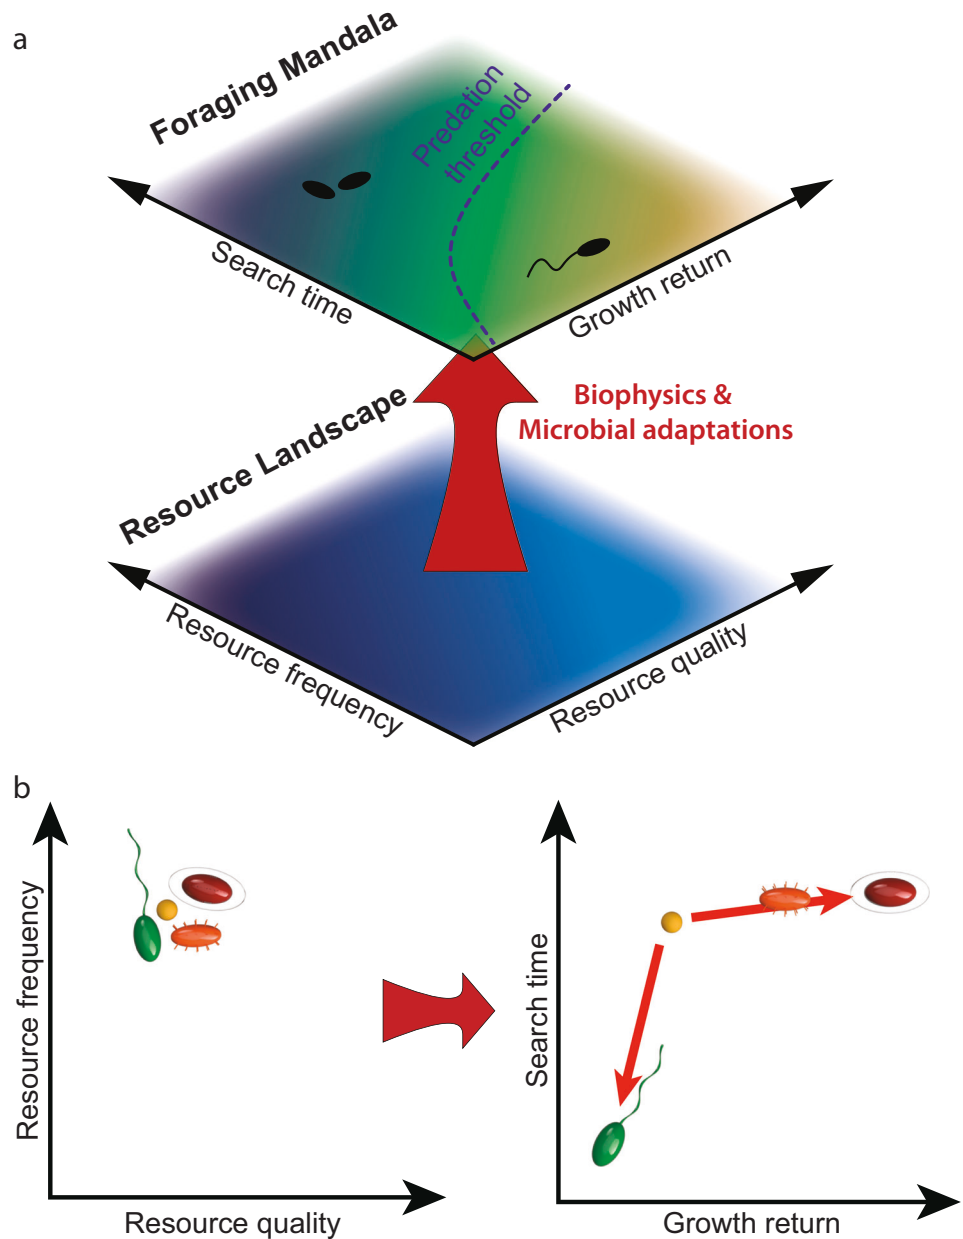 a
Foraging Mandala
Predation
threshold
Search time
Growth return
Biophysics &
Microbial adaptations
Resource Landscape
Resource frequency
Resource quality
b
Resource frequency
Resource quality
Search time
Growth return